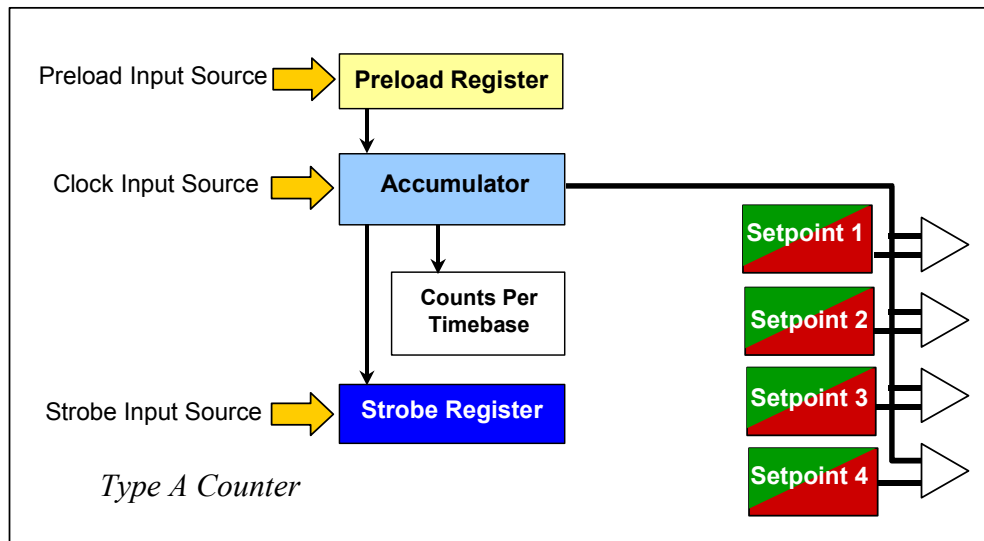 Preload Input Source
Preload Register
Clock Input Source
Accumulator
Setpoint 1
Counts Per
Timebase
Setpoint 2
Strobe Input Source
Strobe Register
Setpoint 3
Setpoint 4
Type A Counter